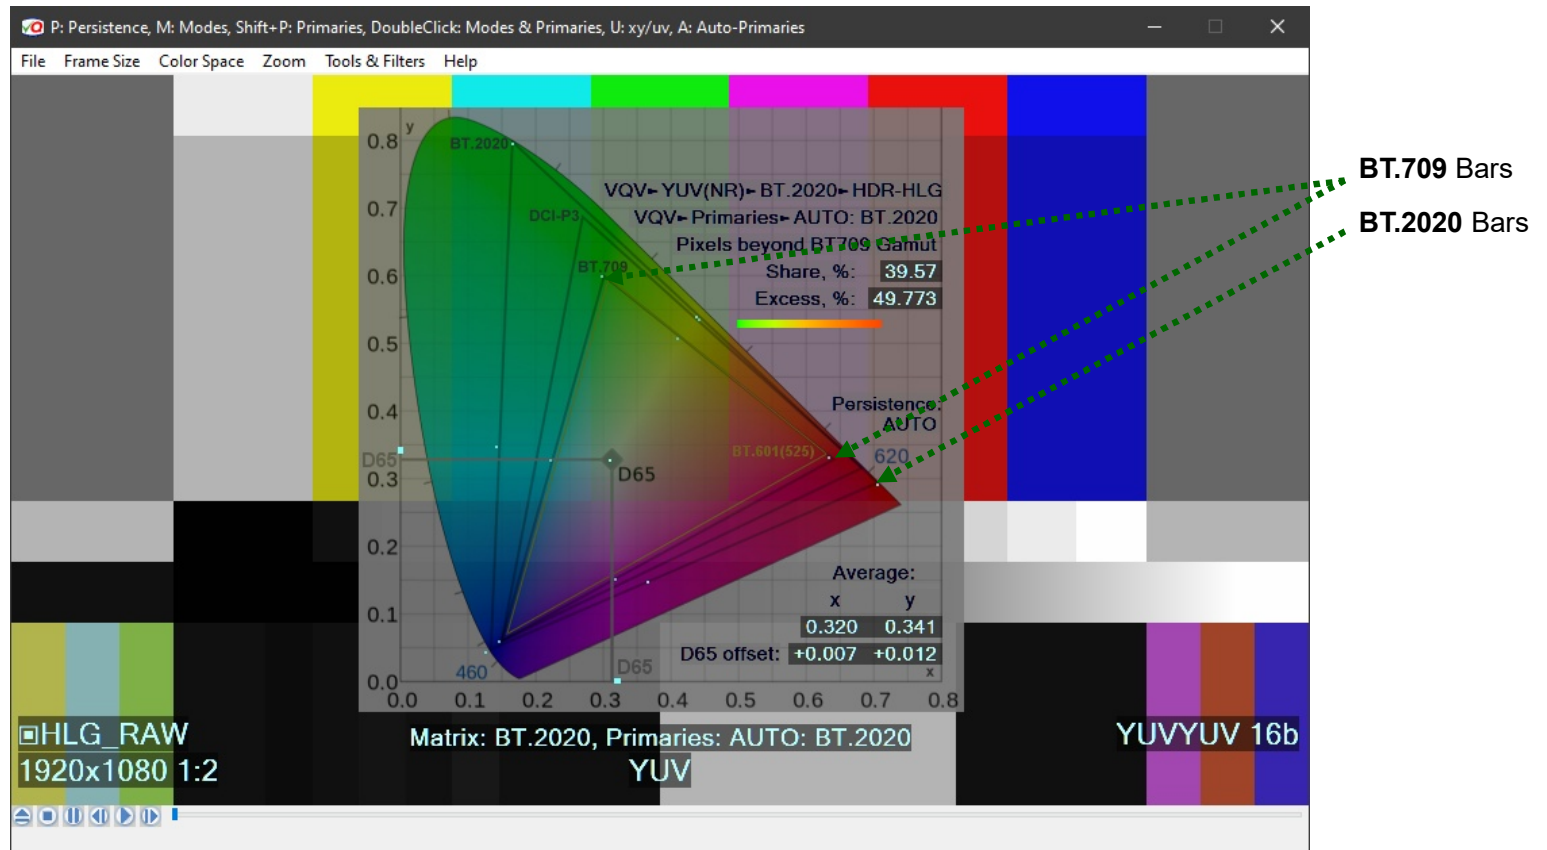 P: Persistence, M: Modes, Shift+P: Primaries, DoubleClick: Modes & Primaries, U: xy/uv, A: Auto-Primaries
File Frame Size Color Space Zoom Tools & Filters Help
y
0.8
BT.2020
VQV►YUV(NR)►BT.2020►HDR-HLG
0.7
DCI-P3
VQV►Primaries►AUTO: BT.2020
Pixels beyond BT709 Gamut
BT.709
0.6
Share, %: 39.57
Excess, %: 49.773
0.5
0.4
Persistence:
AUTO
BT.601(525)
620
D65
D65
0.3
0.2
Average:
x y
0.1
0.320 0.341
D65 offset: +0.007 +0.012
460
D65
x
0.0
0.0 0.1 0.2 0.3 0.4 0.5 0.6 0.7 0.8
▣HLG_RAW
1920x1080 1:2
Matrix: BT.2020, Primaries: AUTO: BT.2020
YUV
YUVYUV 16b
BT.709 Bars
BT.2020 Bars